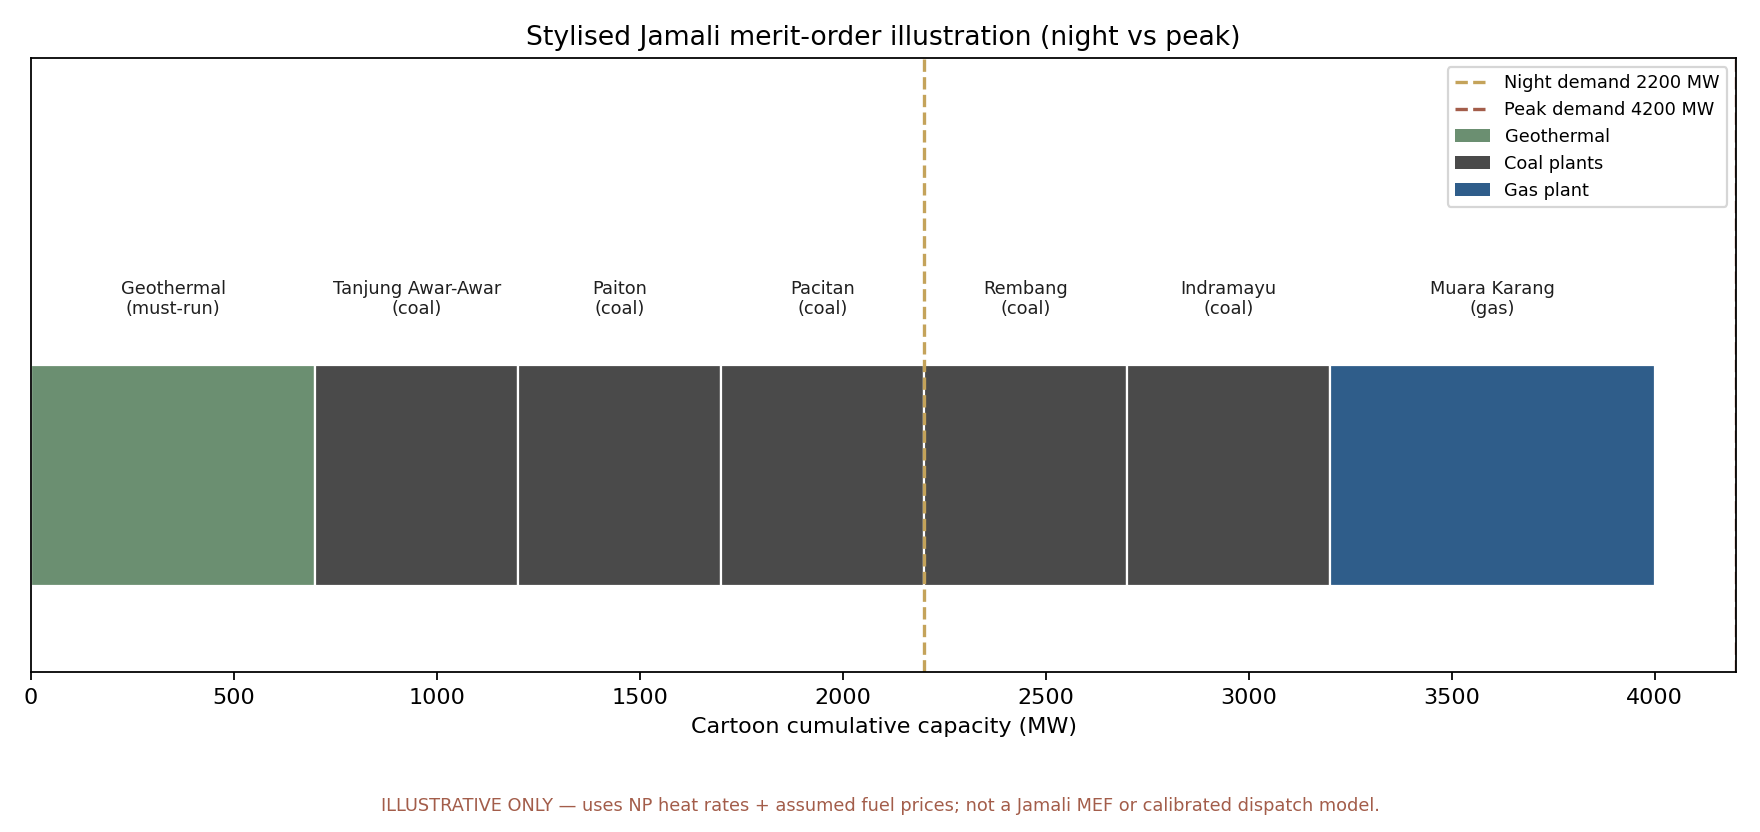 Stylised Jamali merit-order illustration (night vs peak)
Night demand 2200 MW
Peak demand 4200 MW
Geothermal
Coal plants
Gas plant
Geothermal
(must-run)
Tanjung Awar-Awar
(coal)
Paiton
(coal)
Pacitan
(coal)
Rembang
(coal)
Indramayu
(coal)
Muara Karang
(gas)
0 500 1000 1500 2000 2500 3000 3500 4000
Cartoon cumulative capacity (MW)
ILLUSTRATIVE ONLY — uses NP heat rates + assumed fuel prices; not a Jamali MEF or calibrated dispatch model.